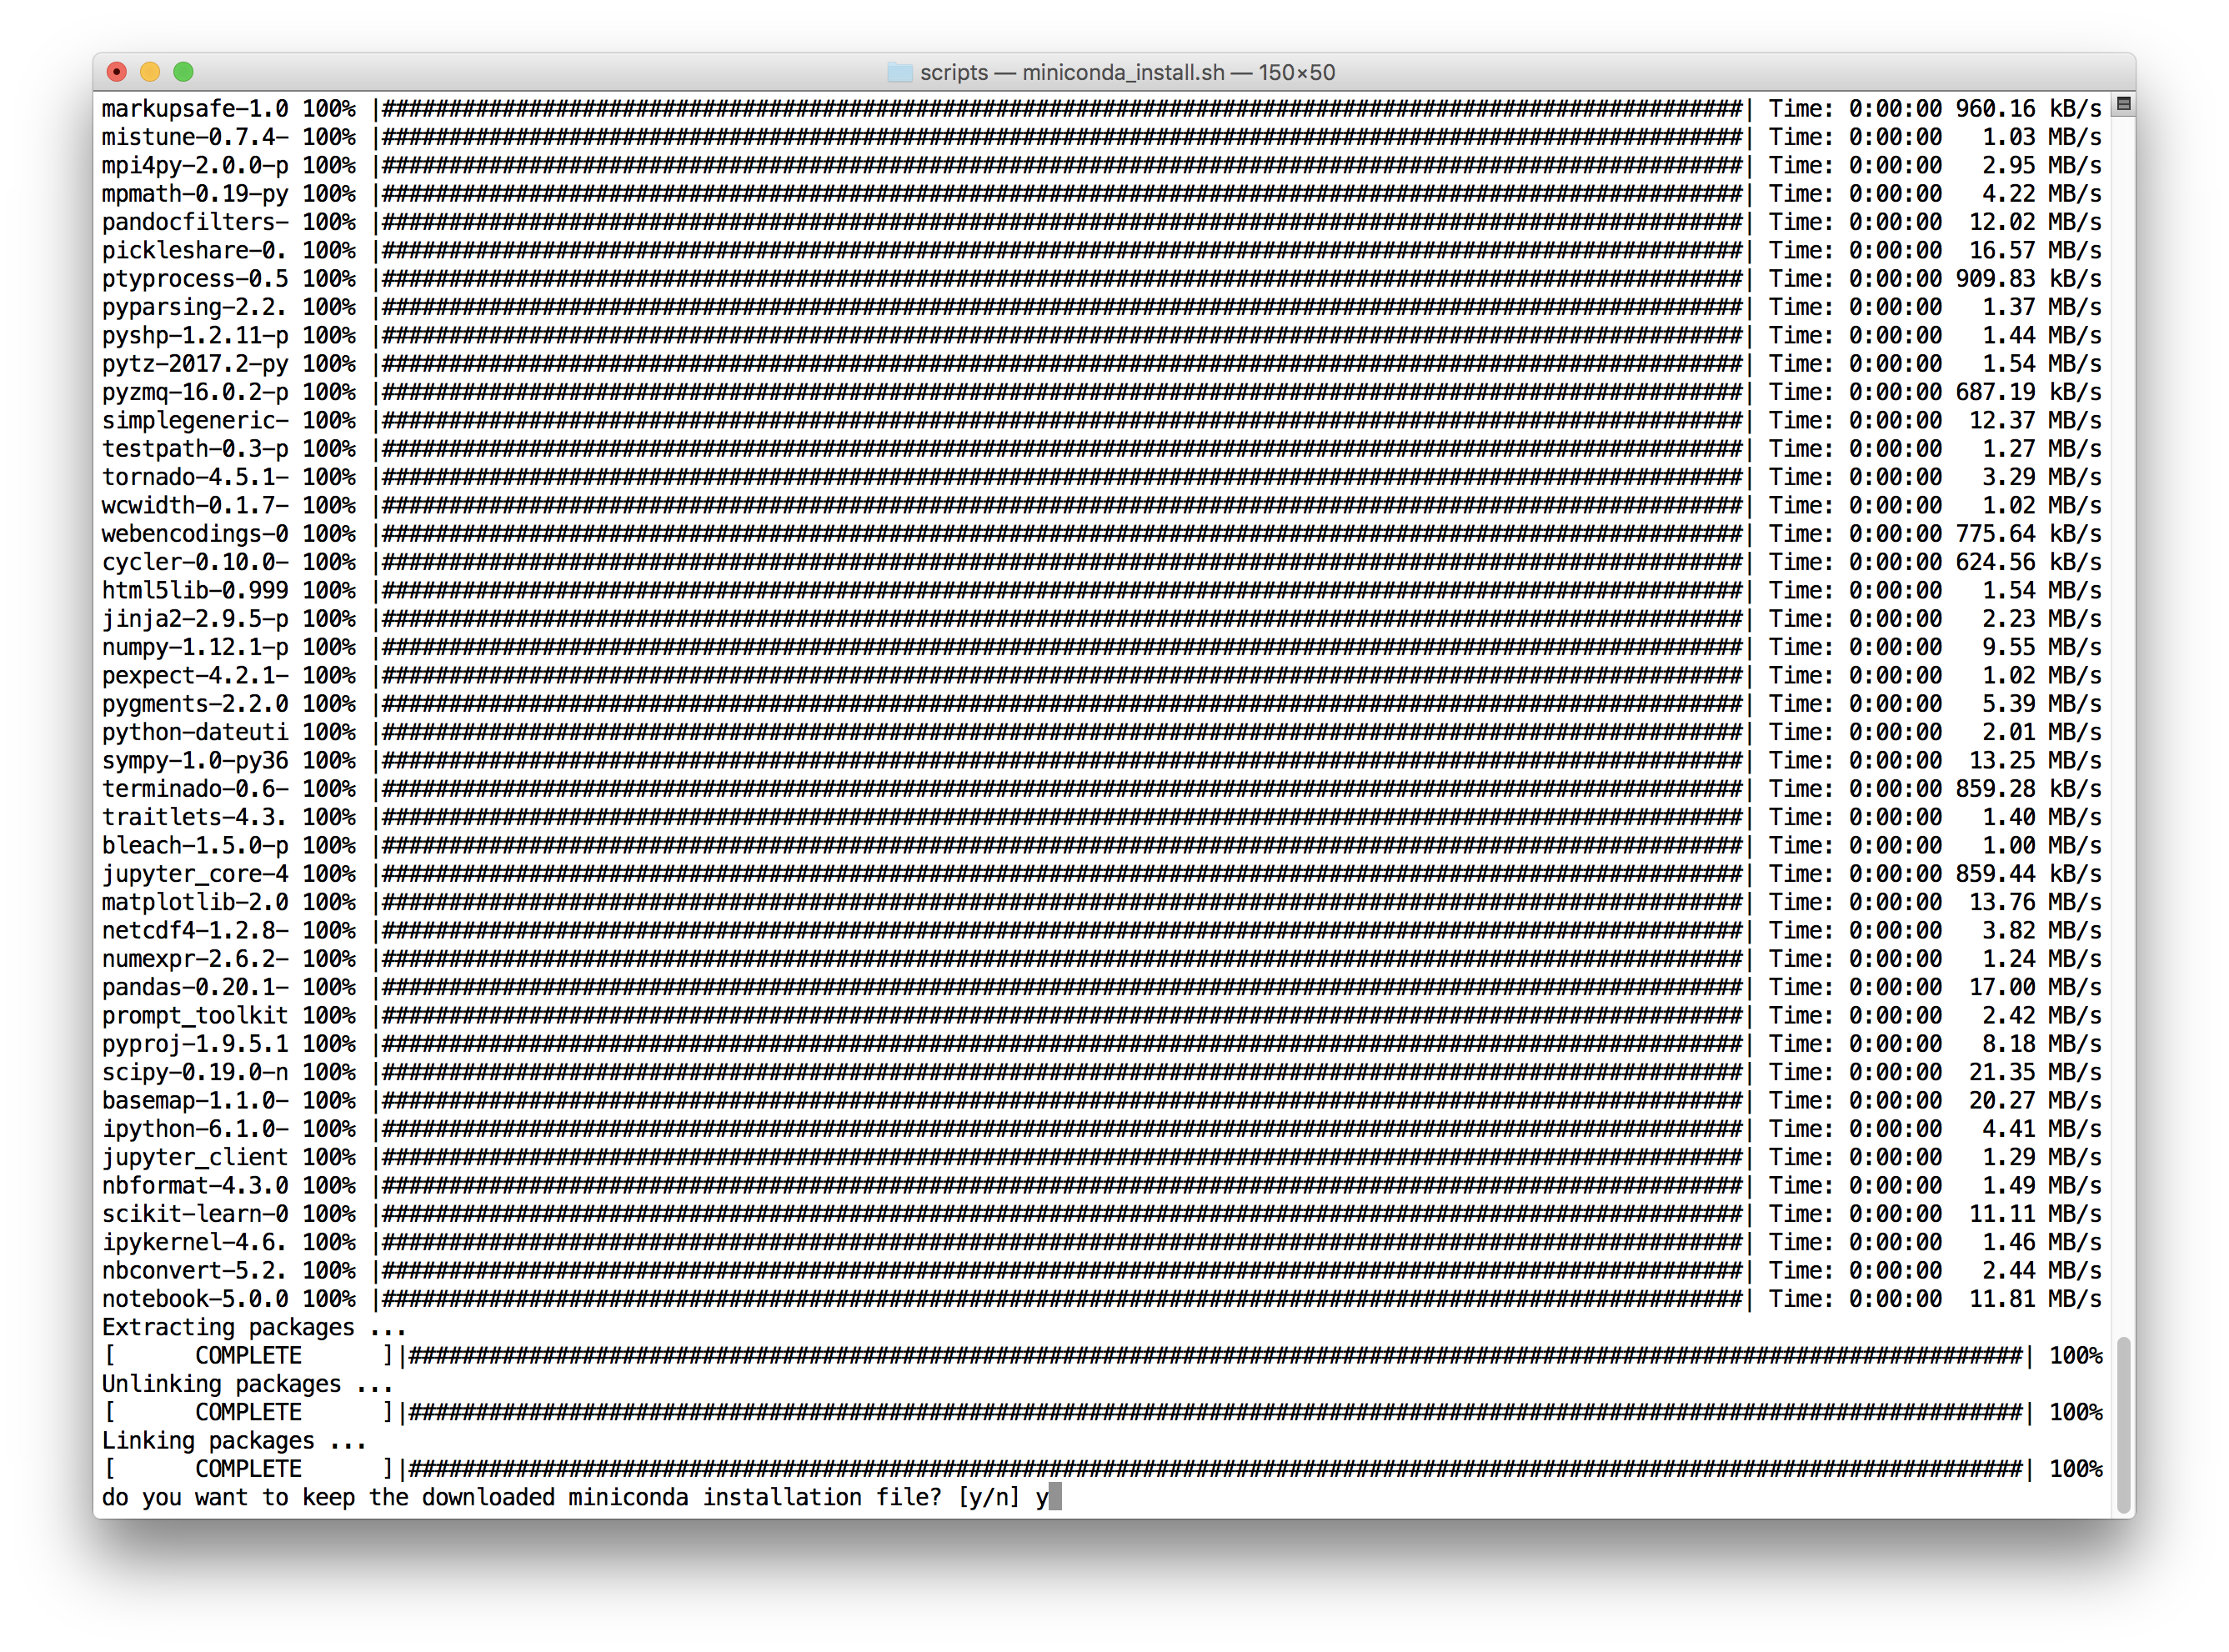 scripts — miniconda_install.sh — 150×50
markupsafe-1.0 100% |######################################################################################################| Time: 0:00:00 960.16 kB/s
mistune-0.7.4- 100% |######################################################################################################| Time: 0:00:00   1.03 MB/s
mpi4py-2.0.0-p 100% |######################################################################################################| Time: 0:00:00   2.95 MB/s
mpmath-0.19-py 100% |######################################################################################################| Time: 0:00:00   4.22 MB/s
pandocfilters- 100% |######################################################################################################| Time: 0:00:00  12.02 MB/s
pickleshare-0. 100% |######################################################################################################| Time: 0:00:00  16.57 MB/s
ptyprocess-0.5 100% |######################################################################################################| Time: 0:00:00 909.83 kB/s
pyparsing-2.2. 100% |######################################################################################################| Time: 0:00:00   1.37 MB/s
pyshp-1.2.11-p 100% |######################################################################################################| Time: 0:00:00   1.44 MB/s
pytz-2017.2-py 100% |######################################################################################################| Time: 0:00:00   1.54 MB/s
pyzmq-16.0.2-p 100% |######################################################################################################| Time: 0:00:00 687.19 kB/s
simplegeneric- 100% |######################################################################################################| Time: 0:00:00  12.37 MB/s
testpath-0.3-p 100% |######################################################################################################| Time: 0:00:00   1.27 MB/s
tornado-4.5.1- 100% |######################################################################################################| Time: 0:00:00   3.29 MB/s
wcwidth-0.1.7- 100% |######################################################################################################| Time: 0:00:00   1.02 MB/s
webencodings-0 100% |######################################################################################################| Time: 0:00:00 775.64 kB/s
cycler-0.10.0- 100% |######################################################################################################| Time: 0:00:00 624.56 kB/s
html5lib-0.999 100% |######################################################################################################| Time: 0:00:00   1.54 MB/s
jinja2-2.9.5-p 100% |######################################################################################################| Time: 0:00:00   2.23 MB/s
numpy-1.12.1-p 100% |######################################################################################################| Time: 0:00:00   9.55 MB/s
pexpect-4.2.1- 100% |######################################################################################################| Time: 0:00:00   1.02 MB/s
pygments-2.2.0 100% |######################################################################################################| Time: 0:00:00   5.39 MB/s
python-dateuti 100% |######################################################################################################| Time: 0:00:00   2.01 MB/s
sympy-1.0-py36 100% |######################################################################################################| Time: 0:00:00  13.25 MB/s
terminado-0.6- 100% |######################################################################################################| Time: 0:00:00 859.28 kB/s
traitlets-4.3. 100% |######################################################################################################| Time: 0:00:00   1.40 MB/s
bleach-1.5.0-p 100% |######################################################################################################| Time: 0:00:00   1.00 MB/s
jupyter_core-4 100% |######################################################################################################| Time: 0:00:00 859.44 kB/s
matplotlib-2.0 100% |######################################################################################################| Time: 0:00:00  13.76 MB/s
netcdf4-1.2.8- 100% |######################################################################################################| Time: 0:00:00   3.82 MB/s
numexpr-2.6.2- 100% |######################################################################################################| Time: 0:00:00   1.24 MB/s
pandas-0.20.1- 100% |######################################################################################################| Time: 0:00:00  17.00 MB/s
prompt_toolkit 100% |######################################################################################################| Time: 0:00:00   2.42 MB/s
pyproj-1.9.5.1 100% |######################################################################################################| Time: 0:00:00   8.18 MB/s
scipy-0.19.0-n 100% |######################################################################################################| Time: 0:00:00  21.35 MB/s
basemap-1.1.0- 100% |######################################################################################################| Time: 0:00:00  20.27 MB/s
ipython-6.1.0- 100% |######################################################################################################| Time: 0:00:00   4.41 MB/s
jupyter_client 100% |######################################################################################################| Time: 0:00:00   1.29 MB/s
nbformat-4.3.0 100% |######################################################################################################| Time: 0:00:00   1.49 MB/s
scikit-learn-0 100% |######################################################################################################| Time: 0:00:00  11.11 MB/s
ipykernel-4.6. 100% |######################################################################################################| Time: 0:00:00   1.46 MB/s
nbconvert-5.2. 100% |######################################################################################################| Time: 0:00:00   2.44 MB/s
notebook-5.0.0 100% |######################################################################################################| Time: 0:00:00  11.81 MB/s
Extracting packages ...
[      COMPLETE      ]|#########################################################################################################################| 100%
Unlinking packages ...
[      COMPLETE      ]|#########################################################################################################################| 100%
Linking packages ...
[      COMPLETE      ]|#########################################################################################################################| 100%
do you want to keep the downloaded miniconda installation file? [y/n] y